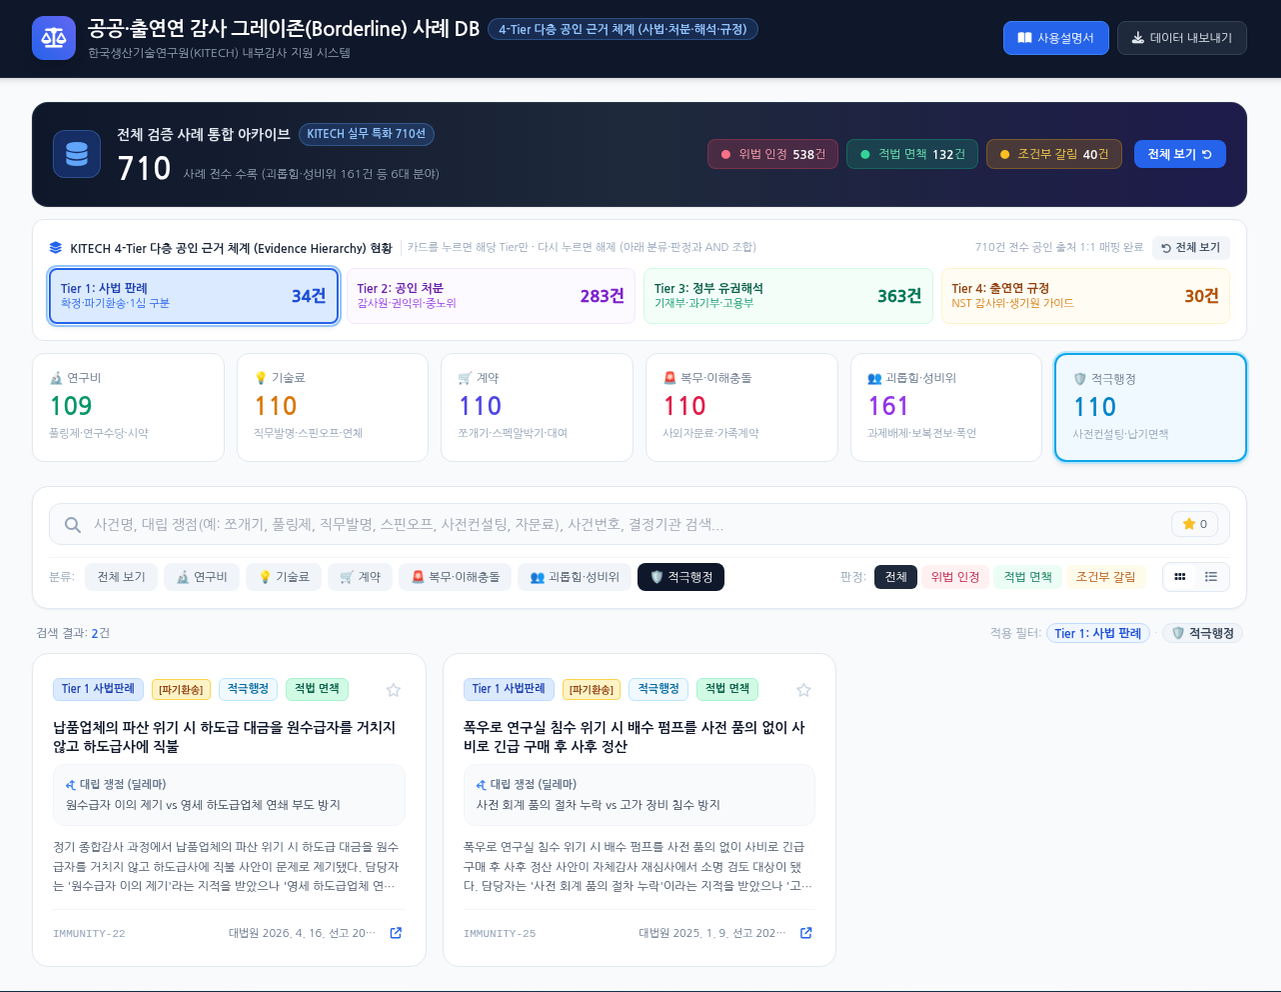 공공·출연연 감사 그레이존(Borderline) 사례 DB
4-Tier 다층 공인 근거 체계 (사법·처분·해석·규정)
한국생산기술연구원(KITECH) 내부감사 지원 시스템
사용설명서
데이터 내보내기
전체 검증 사례 통합 아카이브
KITECH 실무 특화 710선
710 사례 전수 수록 (괴롭힘·성비위 161건 등 6대 분야)
위법 인정 538건
적법 면책 132건
조건부 갈림 40건
전체 보기
KITECH 4-Tier 다층 공인 근거 체계 (Evidence Hierarchy) 현황
카드를 누르면 해당 Tier만 · 다시 누르면 해제 (아래 분류·판정과 AND 조합)
710건 전수 공인 출처 1:1 매핑 완료
전체 보기
Tier 1: 사법 판례
확정·파기환송·1심 구분
34건
Tier 2: 공인 처분
감사원·권익위·중노위
283건
Tier 3: 정부 유권해석
기재부·과기부·고용부
363건
Tier 4: 출연연 규정
NST 감사위·생기원 가이드
30건
연구비
109
풀링제·연구수당·시약
기술료
110
직무발명·스핀오프·연체
계약
110
쪼개기·스펙알박기·대여
복무·이해충돌
110
사외자문료·가족계약
괴롭힘·성비위
161
과제배제·보복전보·폭언
적극행정
110
사전컨설팅·납기면책
사건명, 대립 쟁점(예: 쪼개기, 풀링제, 직무발명, 스핀오프, 사전컨설팅, 자문료), 사건번호, 결정기관 검색...
0
분류:
전체 보기
연구비
기술료
계약
복무·이해충돌
괴롭힘·성비위
적극행정
판정:
전체
위법 인정
적법 면책
조건부 갈림
검색 결과: 2건
적용 필터: Tier 1: 사법 판례 · 적극행정
Tier 1 사법판례
[파기환송]
적극행정
적법 면책
납품업체의 파산 위기 시 하도급 대금을 원수급자를 거치지
않고 하도급사에 직불
대립 쟁점 (딜레마)
원수급자 이의 제기 vs 영세 하도급업체 연쇄 부도 방지
정기 종합감사 과정에서 납품업체의 파산 위기 시 하도급 대금을 원수
급자를 거치지 않고 하도급사에 직불 사안이 문제로 제기됐다. 담당자
는 '원수급자 이의 제기'라는 지적을 받았으나 '영세 하도급업체 연…
IMMUNITY-22
대법원 2026. 4. 16. 선고 20…
Tier 1 사법판례
[파기환송]
적극행정
적법 면책
폭우로 연구실 침수 위기 시 배수 펌프를 사전 품의 없이 사
비로 긴급 구매 후 사후 정산
대립 쟁점 (딜레마)
사전 회계 품의 절차 누락 vs 고가 장비 침수 방지
폭우로 연구실 침수 위기 시 배수 펌프를 사전 품의 없이 사비로 긴급
구매 후 사후 정산 사안이 자체감사 재심사에서 소명 검토 대상이 됐
다. 담당자는 '사전 회계 품의 절차 누락'이라는 지적을 받았으나 '고…
IMMUNITY-25
대법원 2025. 1. 9. 선고 202…